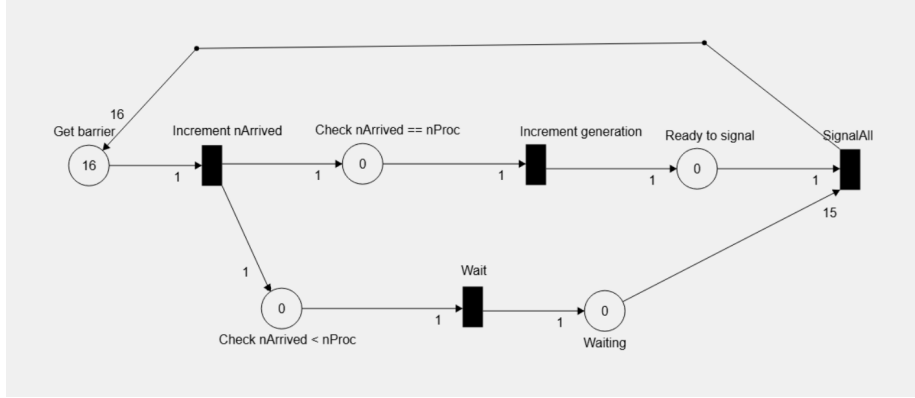 16
Get barrier
Increment nArrived
Check nArrived == nProc
Increment generation
Ready to signal
SignalAll
16
0
0
1
1
1
1
1
15
1
Wait
0
0
1
1
Check nArrived < nProc
Waiting